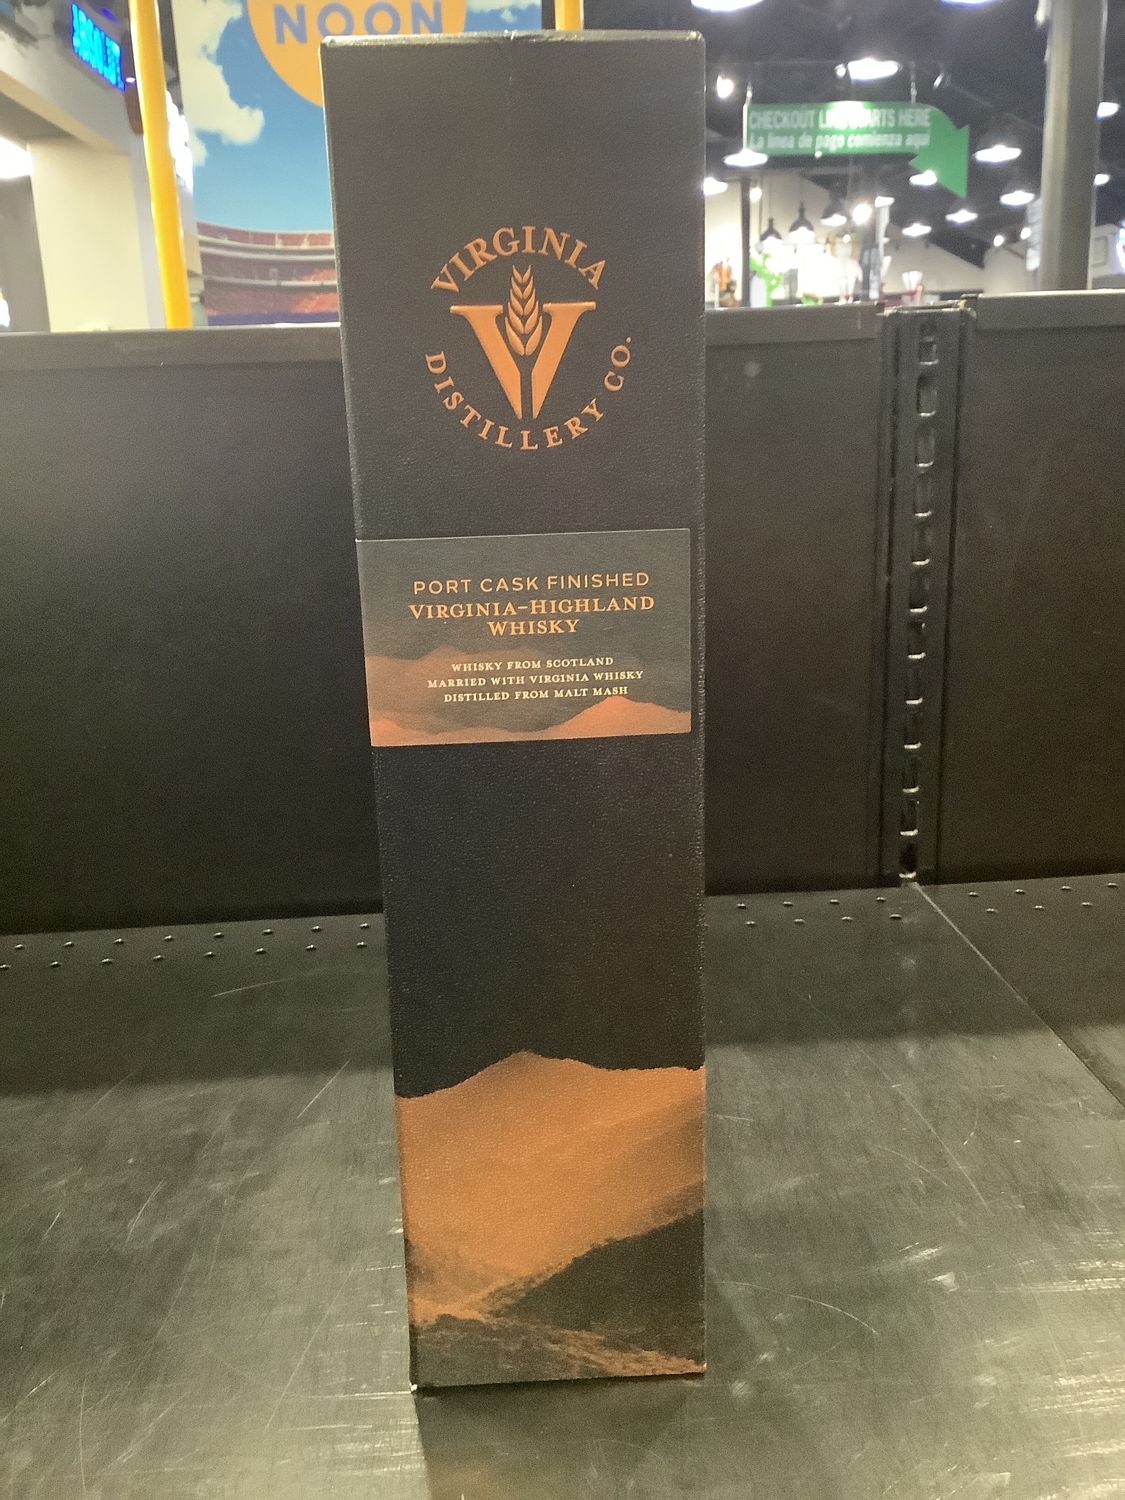 NOON
CHECKOUT LINE STARTS HERE
La línea de pago comienza aquí
VIRGINIA
DISTILLERY CO.
PORT CASK FINISHED
VIRGINIA-HIGHLAND
WHISKY
WHISKY FROM SCOTLAND
MARRIED WITH VIRGINIA WHISKY
DISTILLED FROM MALT MASH